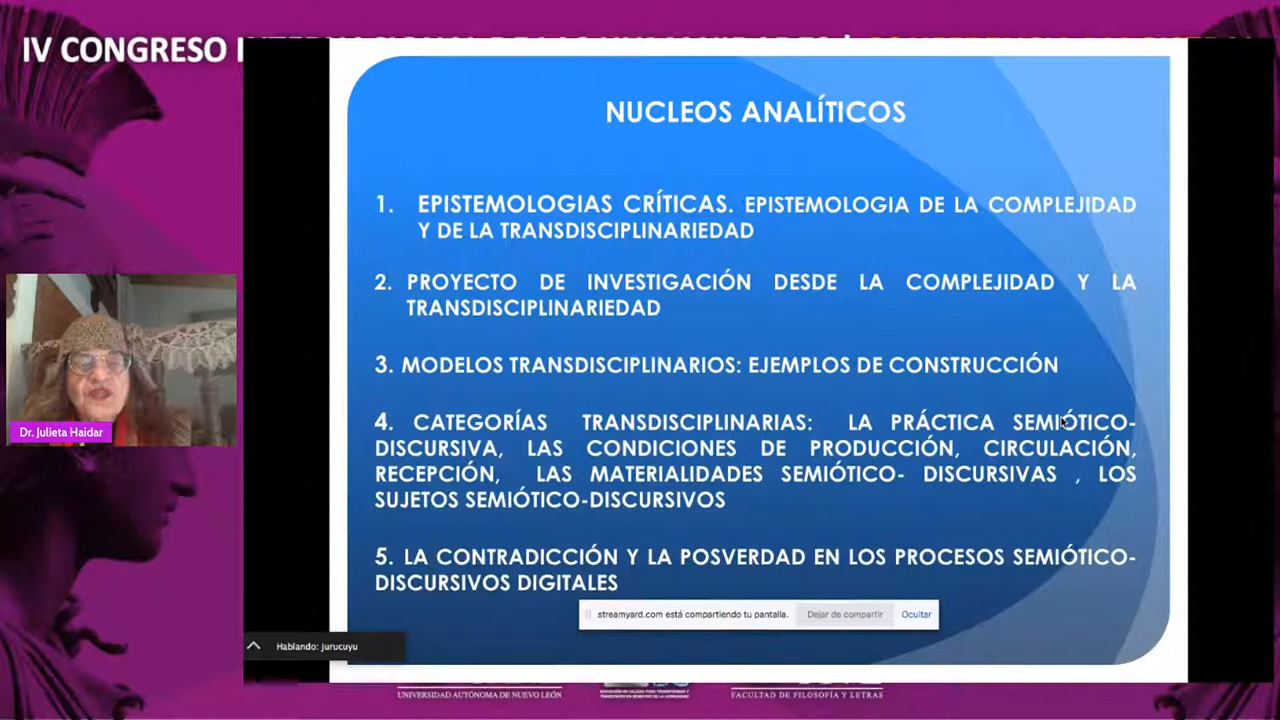 IV CONGRESO
NUCLEOS ANALÍTICOS
1. EPISTEMOLOGIAS CRÍTICAS. EPISTEMOLOGIA DE LA COMPLEJIDAD
Y DE LA TRANSDISCIPLINARIEDAD
2. PROYECTO DE INVESTIGACIÓN DESDE LA COMPLEJIDAD Y LA
TRANSDISCIPLINARIEDAD
3. MODELOS TRANSDISCIPLINARIOS: EJEMPLOS DE CONSTRUCCIÓN
4. CATEGORÍAS TRANSDISCIPLINARIAS: LA PRÁCTICA SEMIÓTICO-
DISCURSIVA, LAS CONDICIONES DE PRODUCCIÓN, CIRCULACIÓN,
RECEPCIÓN, LAS MATERIALIDADES SEMIÓTICO- DISCURSIVAS , LOS
SUJETOS SEMIÓTICO-DISCURSIVOS
5. LA CONTRADICCIÓN Y LA POSVERDAD EN LOS PROCESOS SEMIÓTICO-
DISCURSIVOS DIGITALES
Dr. Julieta Haidar
streamyard.com está compartiendo tu pantalla. Dejar de compartir Ocultar
Hablando: Jurucuyu
UNIVERSIDAD AUTÓNOMA DE NUEVO LEÓN
FACULTAD DE FILOSOFÍA Y LETRAS